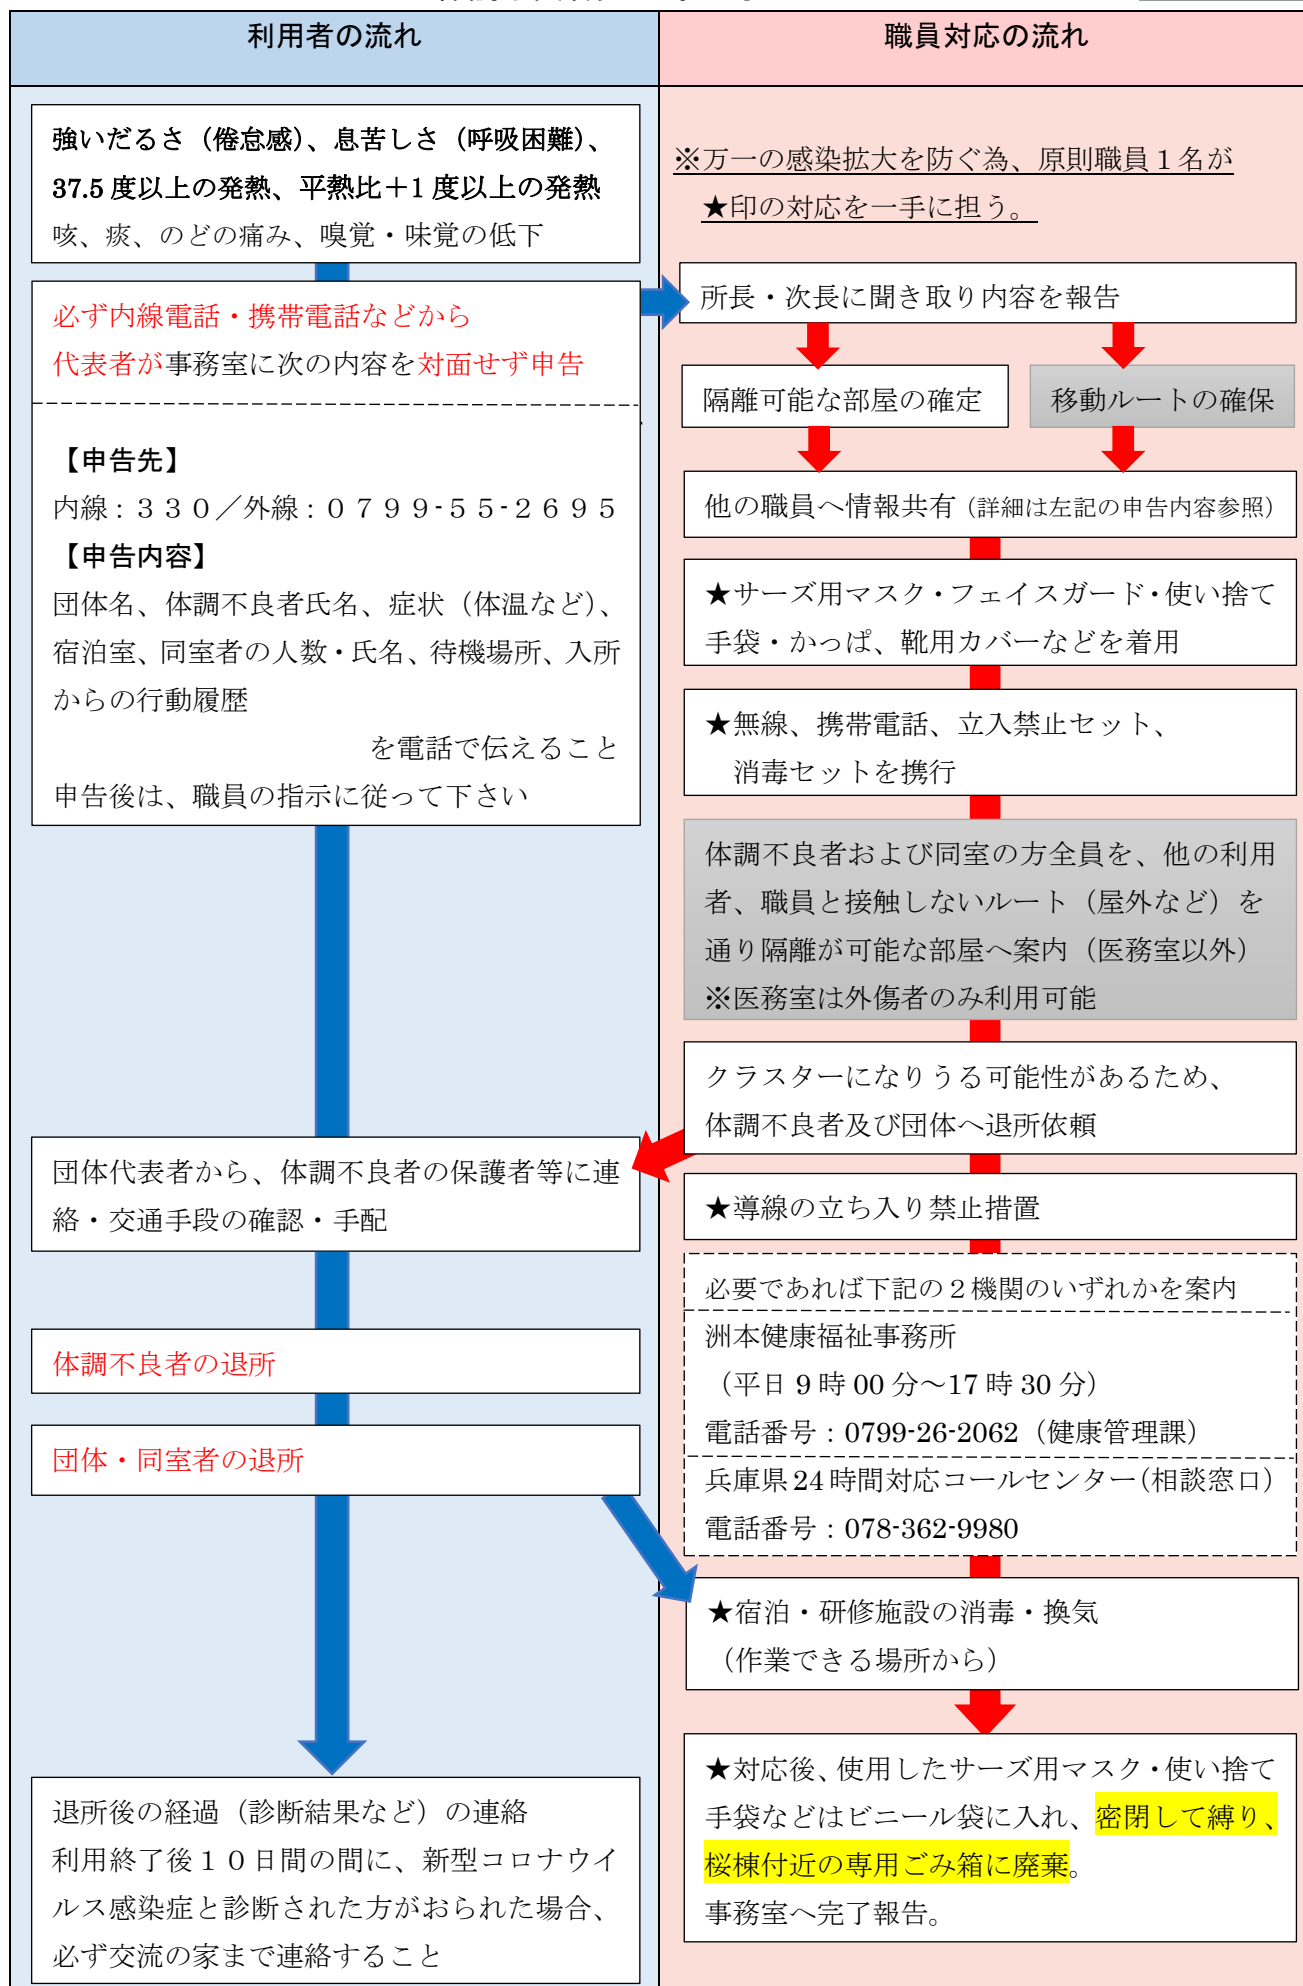 利用者の流れ
強いだるさ（倦怠感）、息苦しさ（呼吸困難）、
37.5度以上の発熱、平熱比＋1度以上の発熱
咳、痰、のどの痛み、嗅覚・味覚の低下
必ず内線電話・携帯電話などから
代表者が事務室に次の内容を対面せず申告
【申告先】
内線：３３０／外線：０７９９-５５-２６９５
【申告内容】
団体名、体調不良者氏名、症状（体温など）、
宿泊室、同室者の人数・氏名、待機場所、入所
からの行動履歴
を電話で伝えること
申告後は、職員の指示に従って下さい
団体代表者から、体調不良者の保護者等に連
絡・交通手段の確認・手配
体調不良者の退所
団体・同室者の退所
退所後の経過（診断結果など）の連絡
利用終了後１０日間の間に、新型コロナウイ
ルス感染症と診断された方がおられた場合、
必ず交流の家まで連絡すること
職員対応の流れ
※万一の感染拡大を防ぐ為、原則職員１名が
★印の対応を一手に担う。
所長・次長に聞き取り内容を報告
隔離可能な部屋の確定
移動ルートの確保
他の職員へ情報共有（詳細は左記の申告内容参照）
★サーズ用マスク・フェイスガード・使い捨て
手袋・かっぱ、靴用カバーなどを着用
★無線、携帯電話、立入禁止セット、
消毒セットを携行
体調不良者および同室の方全員を、他の利用
者、職員と接触しないルート（屋外など）を
通り隔離が可能な部屋へ案内（医務室以外）
※医務室は外傷者のみ利用可能
クラスターになりうる可能性があるため、
体調不良者及び団体へ退所依頼
★導線の立ち入り禁止措置
必要であれば下記の２機関のいずれかを案内
洲本健康福祉事務所
（平日9時00分～17時30分）
電話番号：0799-26-2062（健康管理課）
兵庫県24時間対応コールセンター（相談窓口）
電話番号：078-362-9980
★宿泊・研修施設の消毒・換気
（作業できる場所から）
★対応後、使用したサーズ用マスク・使い捨て
手袋などはビニール袋に入れ、密閉して縛り、
桜棟付近の専用ごみ箱に廃棄。
事務室へ完了報告。